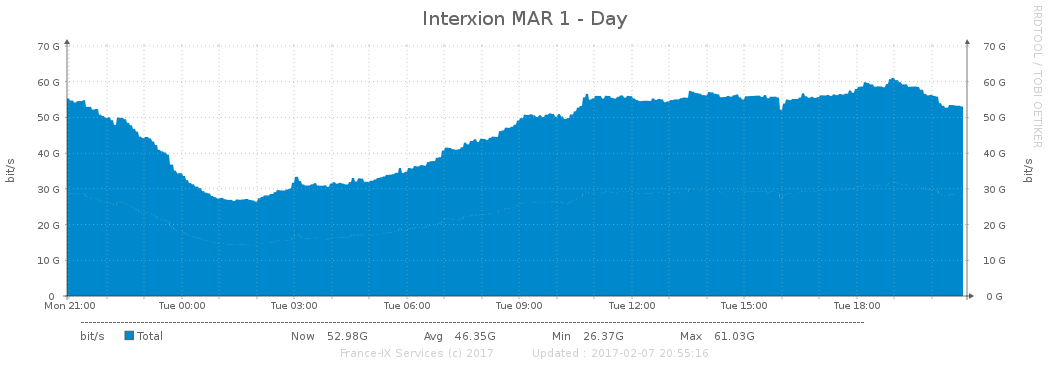 Interxion MAR 1 - Day
RRDTOOL / TOBI OETIKER
bit/s
70 G 70 G
60 G 60 G
50 G 50 G
40 G 40 G
30 G 30 G
20 G 20 G
10 G 10 G
0 0 G
bit/s
Mon 21:00 Tue 00:00 Tue 03:00 Tue 06:00 Tue 09:00 Tue 12:00 Tue 15:00 Tue 18:00
bit/s Total Now 52.98G Avg 46.35G Min 26.37G Max 61.03G
France-IX Services (c) 2017 Updated : 2017-02-07 20:55:16